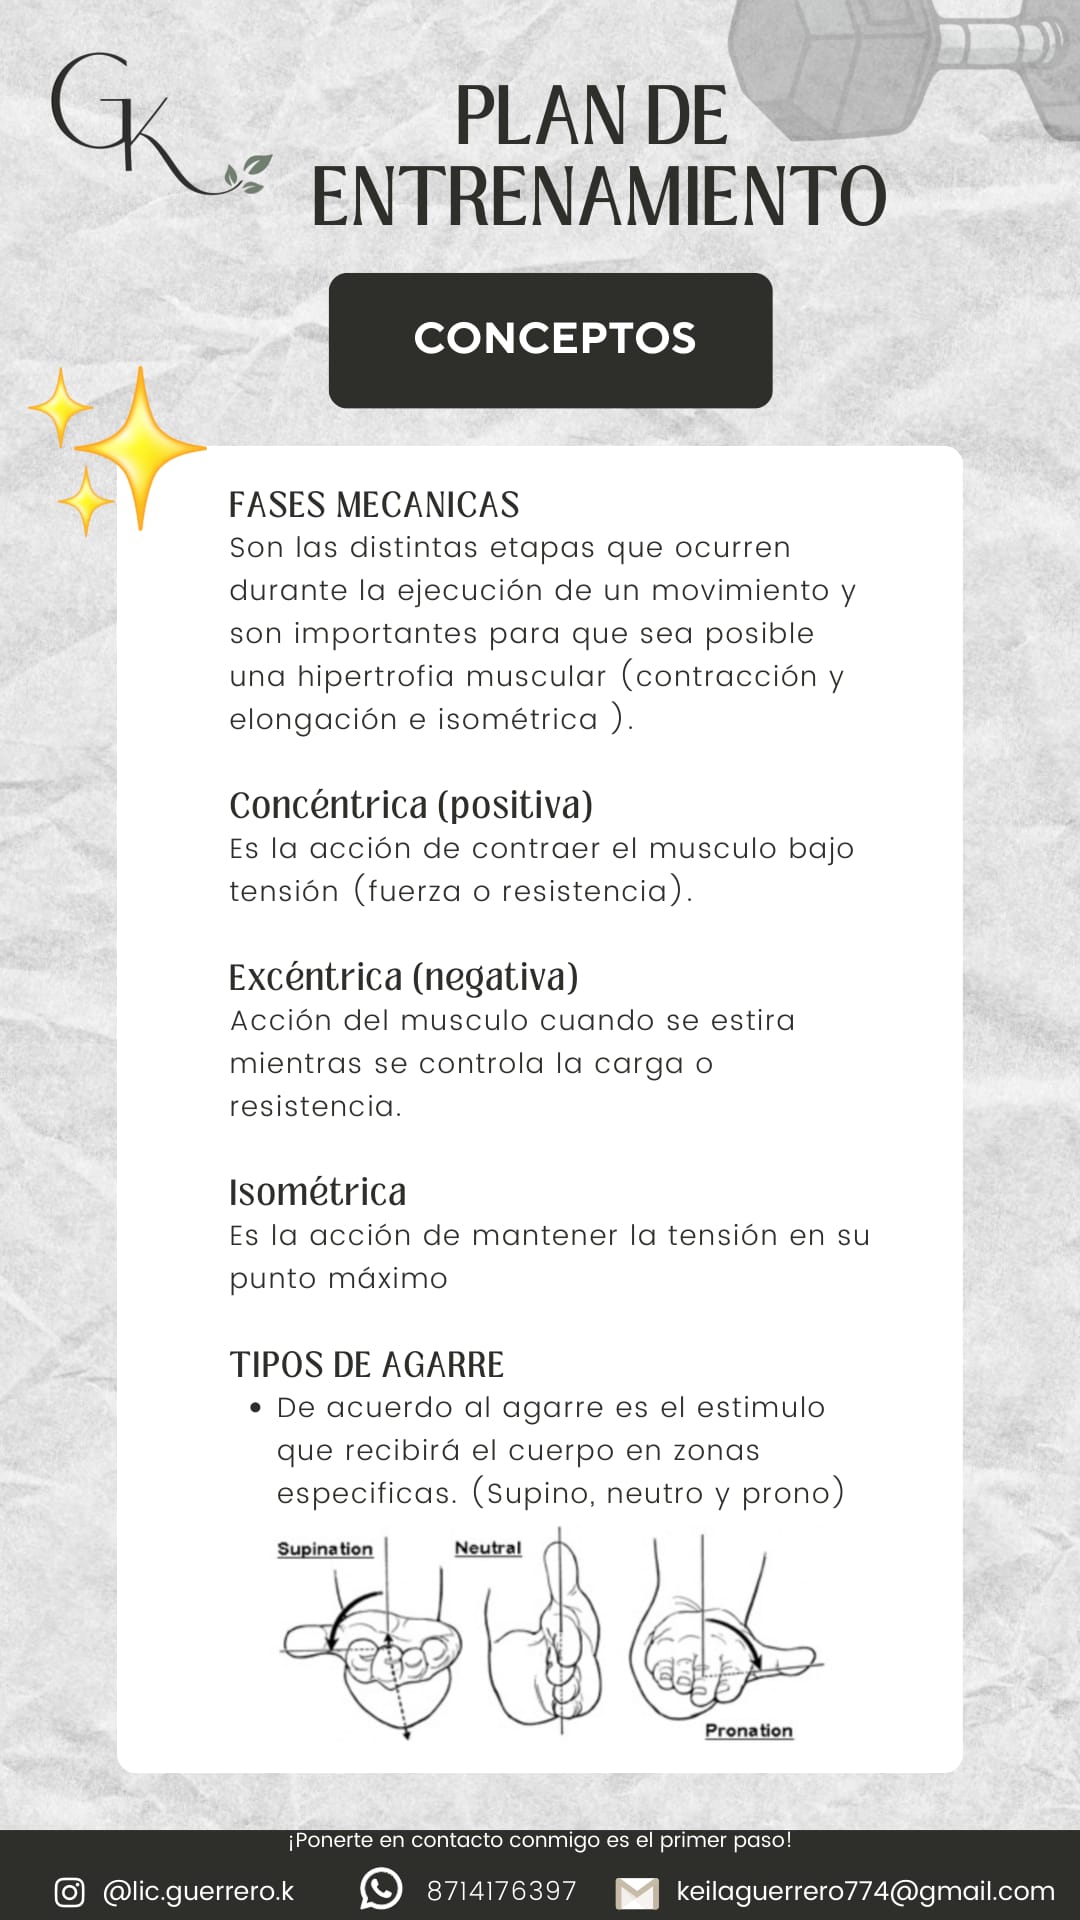 GK
PLAN DE
ENTRENAMIENTO
CONCEPTOS
FASES MECANICAS
Son las distintas etapas que ocurren
durante la ejecución de un movimiento y
son importantes para que sea posible
una hipertrofia muscular (contracción y
elongación e isométrica ).
Concéntrica (positiva)
Es la acción de contraer el musculo bajo
tensión (fuerza o resistencia).
Excéntrica (negativa)
Acción del musculo cuando se estira
mientras se controla la carga o
resistencia.
Isométrica
Es la acción de mantener la tensión en su
punto máximo
TIPOS DE AGARRE
• De acuerdo al agarre es el estimulo
que recibirá el cuerpo en zonas
especificas. (Supino, neutro y prono)
Supination
Neutral
Pronation
¡Ponerte en contacto conmigo es el primer paso!
@lic.guerrero.k
8714176397
keilaguerrero774@gmail.com